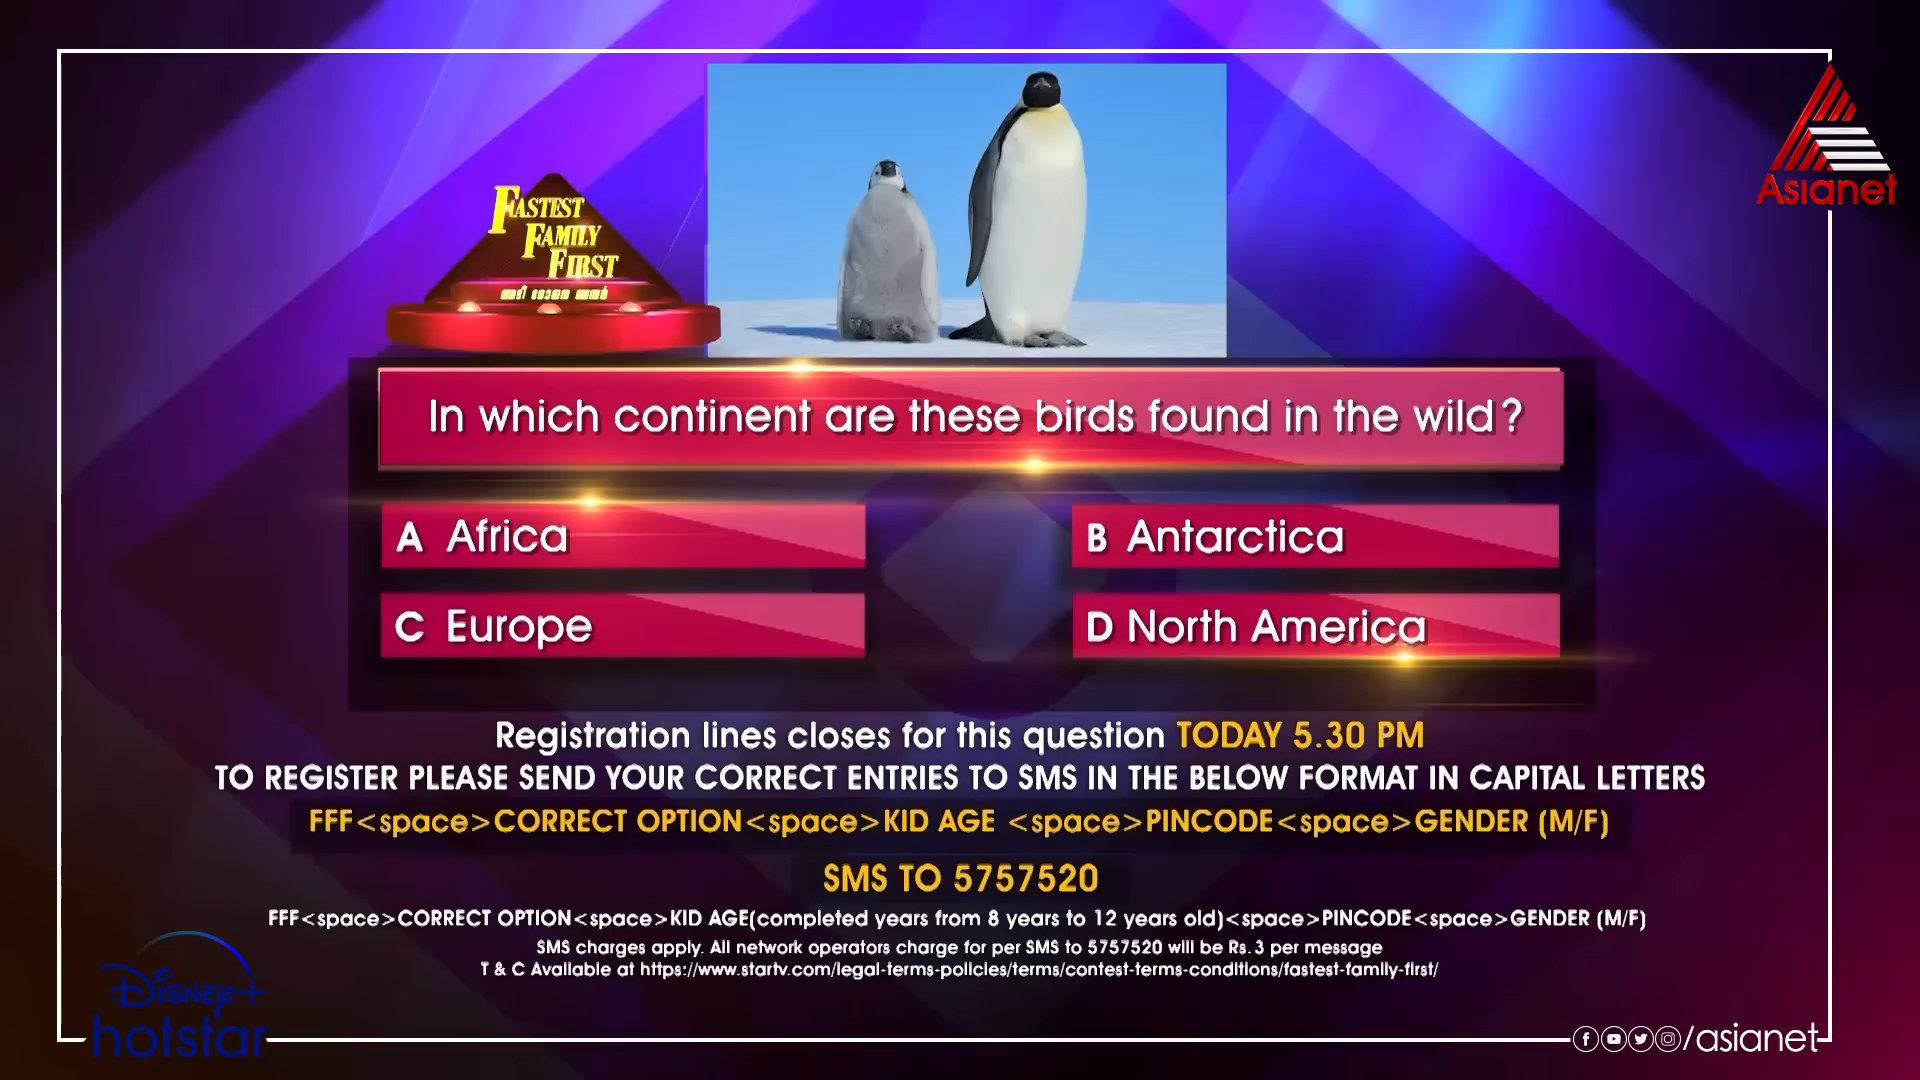 Asianet
FASTEST
FAMILY
FIRST
In which continent are these birds found in the wild?
A Africa
B Antarctica
C Europe
D North America
Registration lines closes for this question TODAY 5.30 PM
TO REGISTER PLEASE SEND YOUR CORRECT ENTRIES TO SMS IN THE BELOW FORMAT IN CAPITAL LETTERS
FFF<space>CORRECT OPTION<space>KID AGE <space>PINCODE<space>GENDER (M/F)
SMS TO 5757520
FFF<space>CORRECT OPTION<space>KID AGE(completed years from 8 years to 12 years old)<space>PINCODE<space>GENDER (M/F)
SMS charges apply. All network operators charge for per SMS to 5757520 will be Rs. 3 per message
T & C Available at https://www.startv.com/legal-terms-policies/terms/contest-terms-conditions/fastest-family-first/
Disney+
hotstar
/asianet